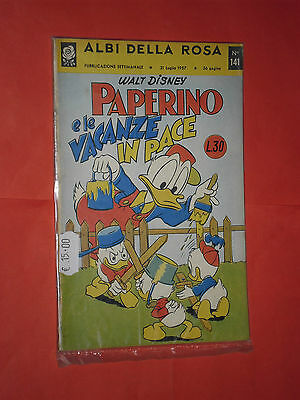 ALBI DELLA ROSA
N° 141
PUBBLICAZIONE SETTIMANALE • 21 Luglio 1957 • 36 pagine
WALT DISNEY
PAPERINO
e le
VACANZE
IN PACE
L.30
€ 15.00